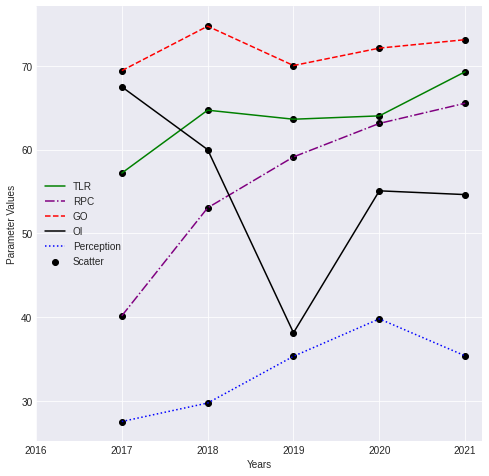 70
60
50
40
30
Parameter Values
TLR
RPC
GO
OI
Perception
Scatter
2016 2017 2018 2019 2020 2021
Years